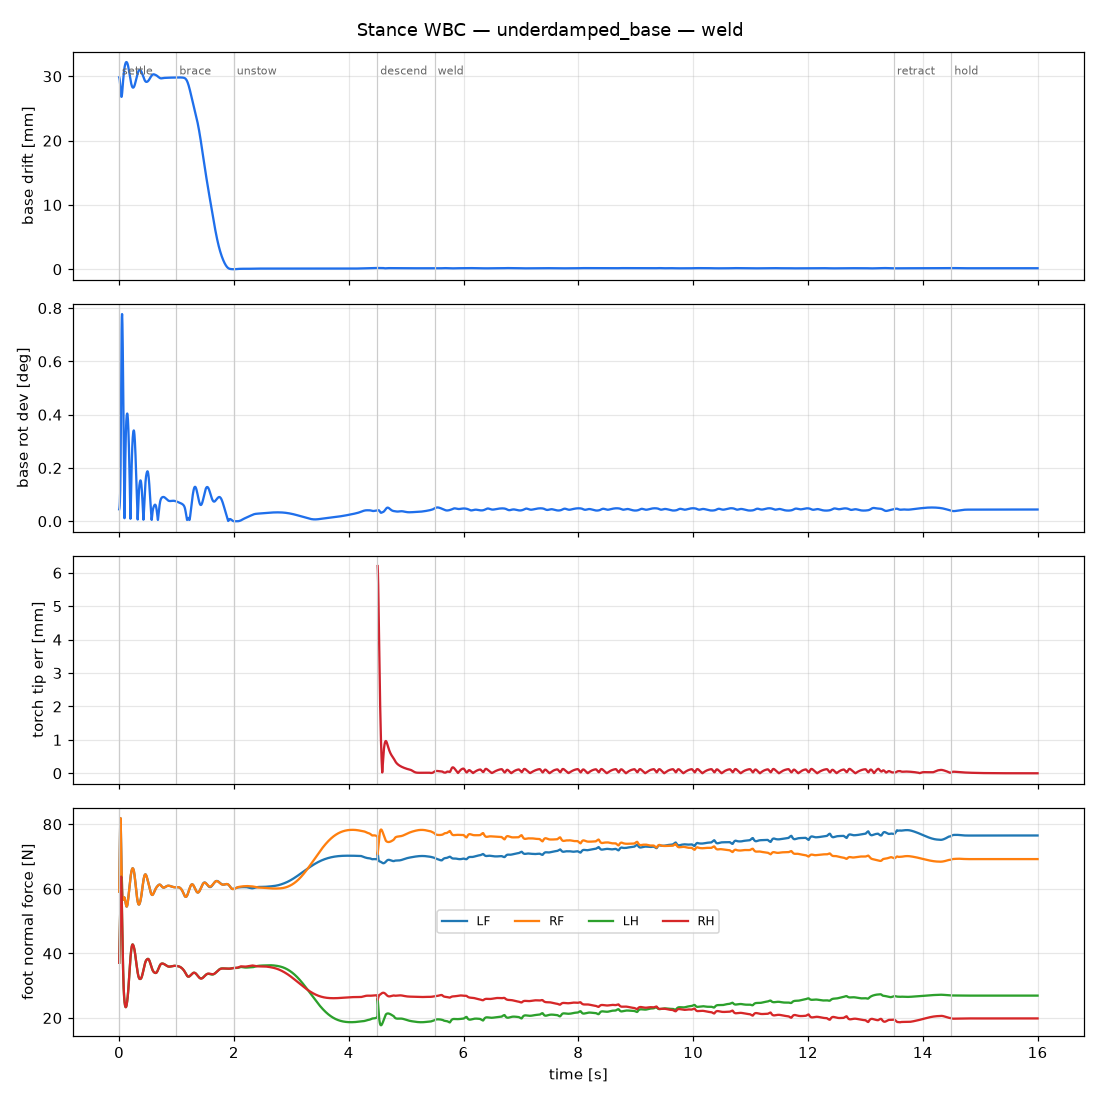 Stance WBC — underdamped_base — weld
settle brace unstow descend weld retract hold
base drift [mm]
30
20
10
0
base rot dev [deg]
0.8
0.6
0.4
0.2
0.0
torch tip err [mm]
6
5
4
3
2
1
0
foot normal force [N]
80
60
40
20
LF RF LH RH
0 2 4 6 8 10 12 14 16
time [s]